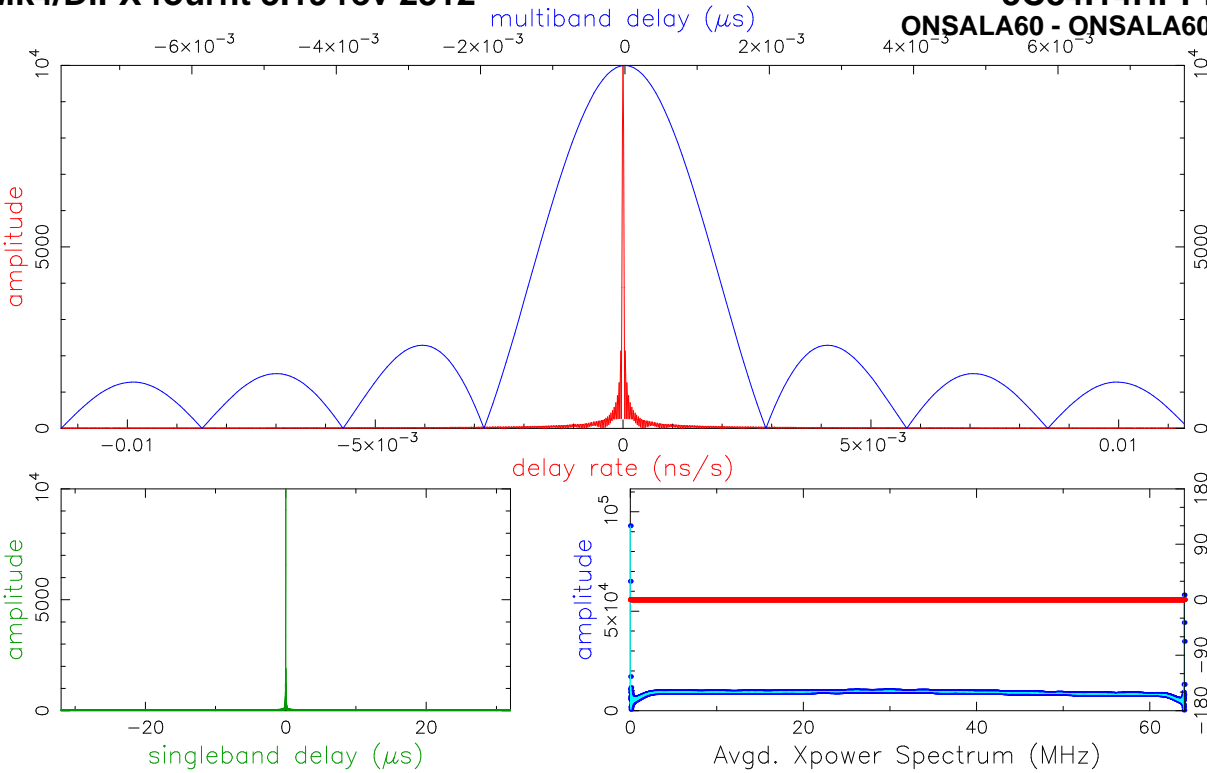 multiband delay (μs)
ONSALA60 - ONSALA60
−6×10⁻³ −4×10⁻³ −2×10⁻³ 0 2×10⁻³ 4×10⁻³ 6×10⁻³
amplitude
0 5000 10⁴
0 5000 10⁴
−0.01 −5×10⁻³ 0 5×10⁻³ 0.01
delay rate (ns/s)
amplitude
0 5000 10⁴
−20 0 20
singleband delay (μs)
amplitude
0 5×10⁴ 10⁵
−180 −90 0 90 180
0 20 40 60
Avgd. Xpower Spectrum (MHz)